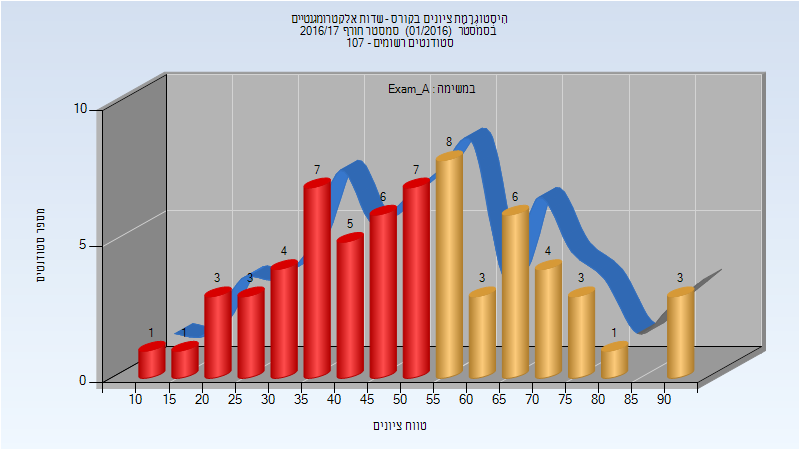 היסטוגרמת ציונים בקורס - שדות אלקטרומגנטיים
בסמסטר (01/2016) סמסטר חורף 2016/17
סטודנטים רשומים - 107
במשימה : Exam_A
מספר סטודנטים
10
5
0
1 1 3 3 4 7 5 6 7 8 3 6 4 3 1 3
10 15 20 25 30 35 40 45 50 55 60 65 70 75 80 85 90
טווח ציונים